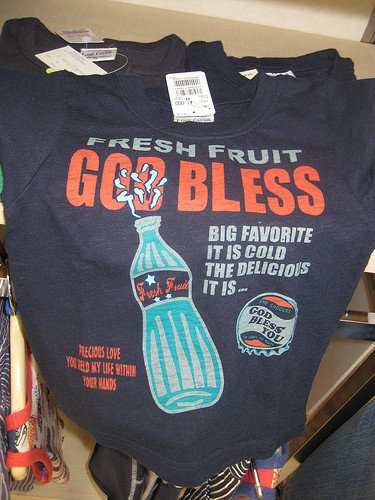 FRESH FRUIT
GOD BLESS
BIG FAVORITE
IT IS COLD
THE DELICIOUS
IT IS...
Fresh Fruit
GOD
BLESS
YOU
PRECIOUS LOVE
YOU HELD MY LIFE WITHIN
YOUR HANDS